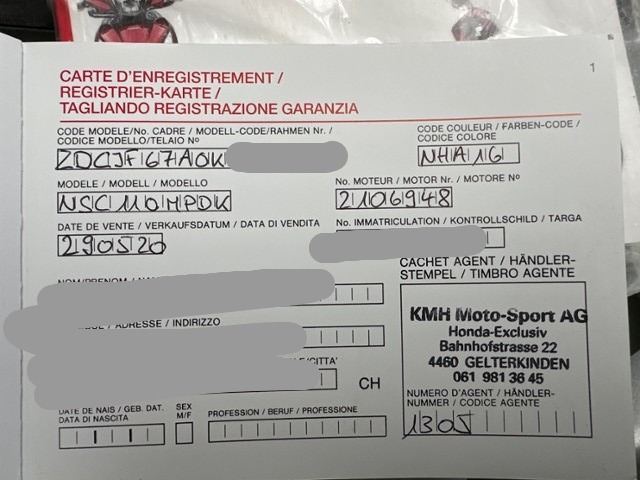 1
CARTE D'ENREGISTREMENT /
REGISTRIER-KARTE /
TAGLIANDO REGISTRAZIONE GARANZIA
CODE MODELE/No. CADRE / MODELL-CODE/RAHMEN Nr. /
CODICE MODELLO/TELAIO Nº
ZDCJF67A0K
CODE COULEUR / FARBEN-CODE /
CODICE COLORE
NHA16
MODELE / MODELL / MODELLO
NSC110MPDK
No. MOTEUR / MOTOR Nr. / MOTORE Nº
2106948
DATE DE VENTE / VERKAUFSDATUM / DATA DI VENDITA
290520
No. IMMATRICULATION / KONTROLLSCHILD / TARGA
CACHET AGENT / HÄNDLER-
STEMPEL / TIMBRO AGENTE
NOM/PRENOM /
/ ADRESSE / INDIRIZZO
/CITTA'
CH
KMH Moto-Sport AG
Honda-Exclusiv
Bahnhofstrasse 22
4460 GELTERKINDEN
061 981 36 45
NUMERO D'AGENT / HÄNDLER-
NUMMER / CODICE AGENTE
1305
DATE DE NAIS / GEB. DAT.
DATA DI NASCITA
SEX
M/F
PROFESSION / BERUF / PROFESSIONE